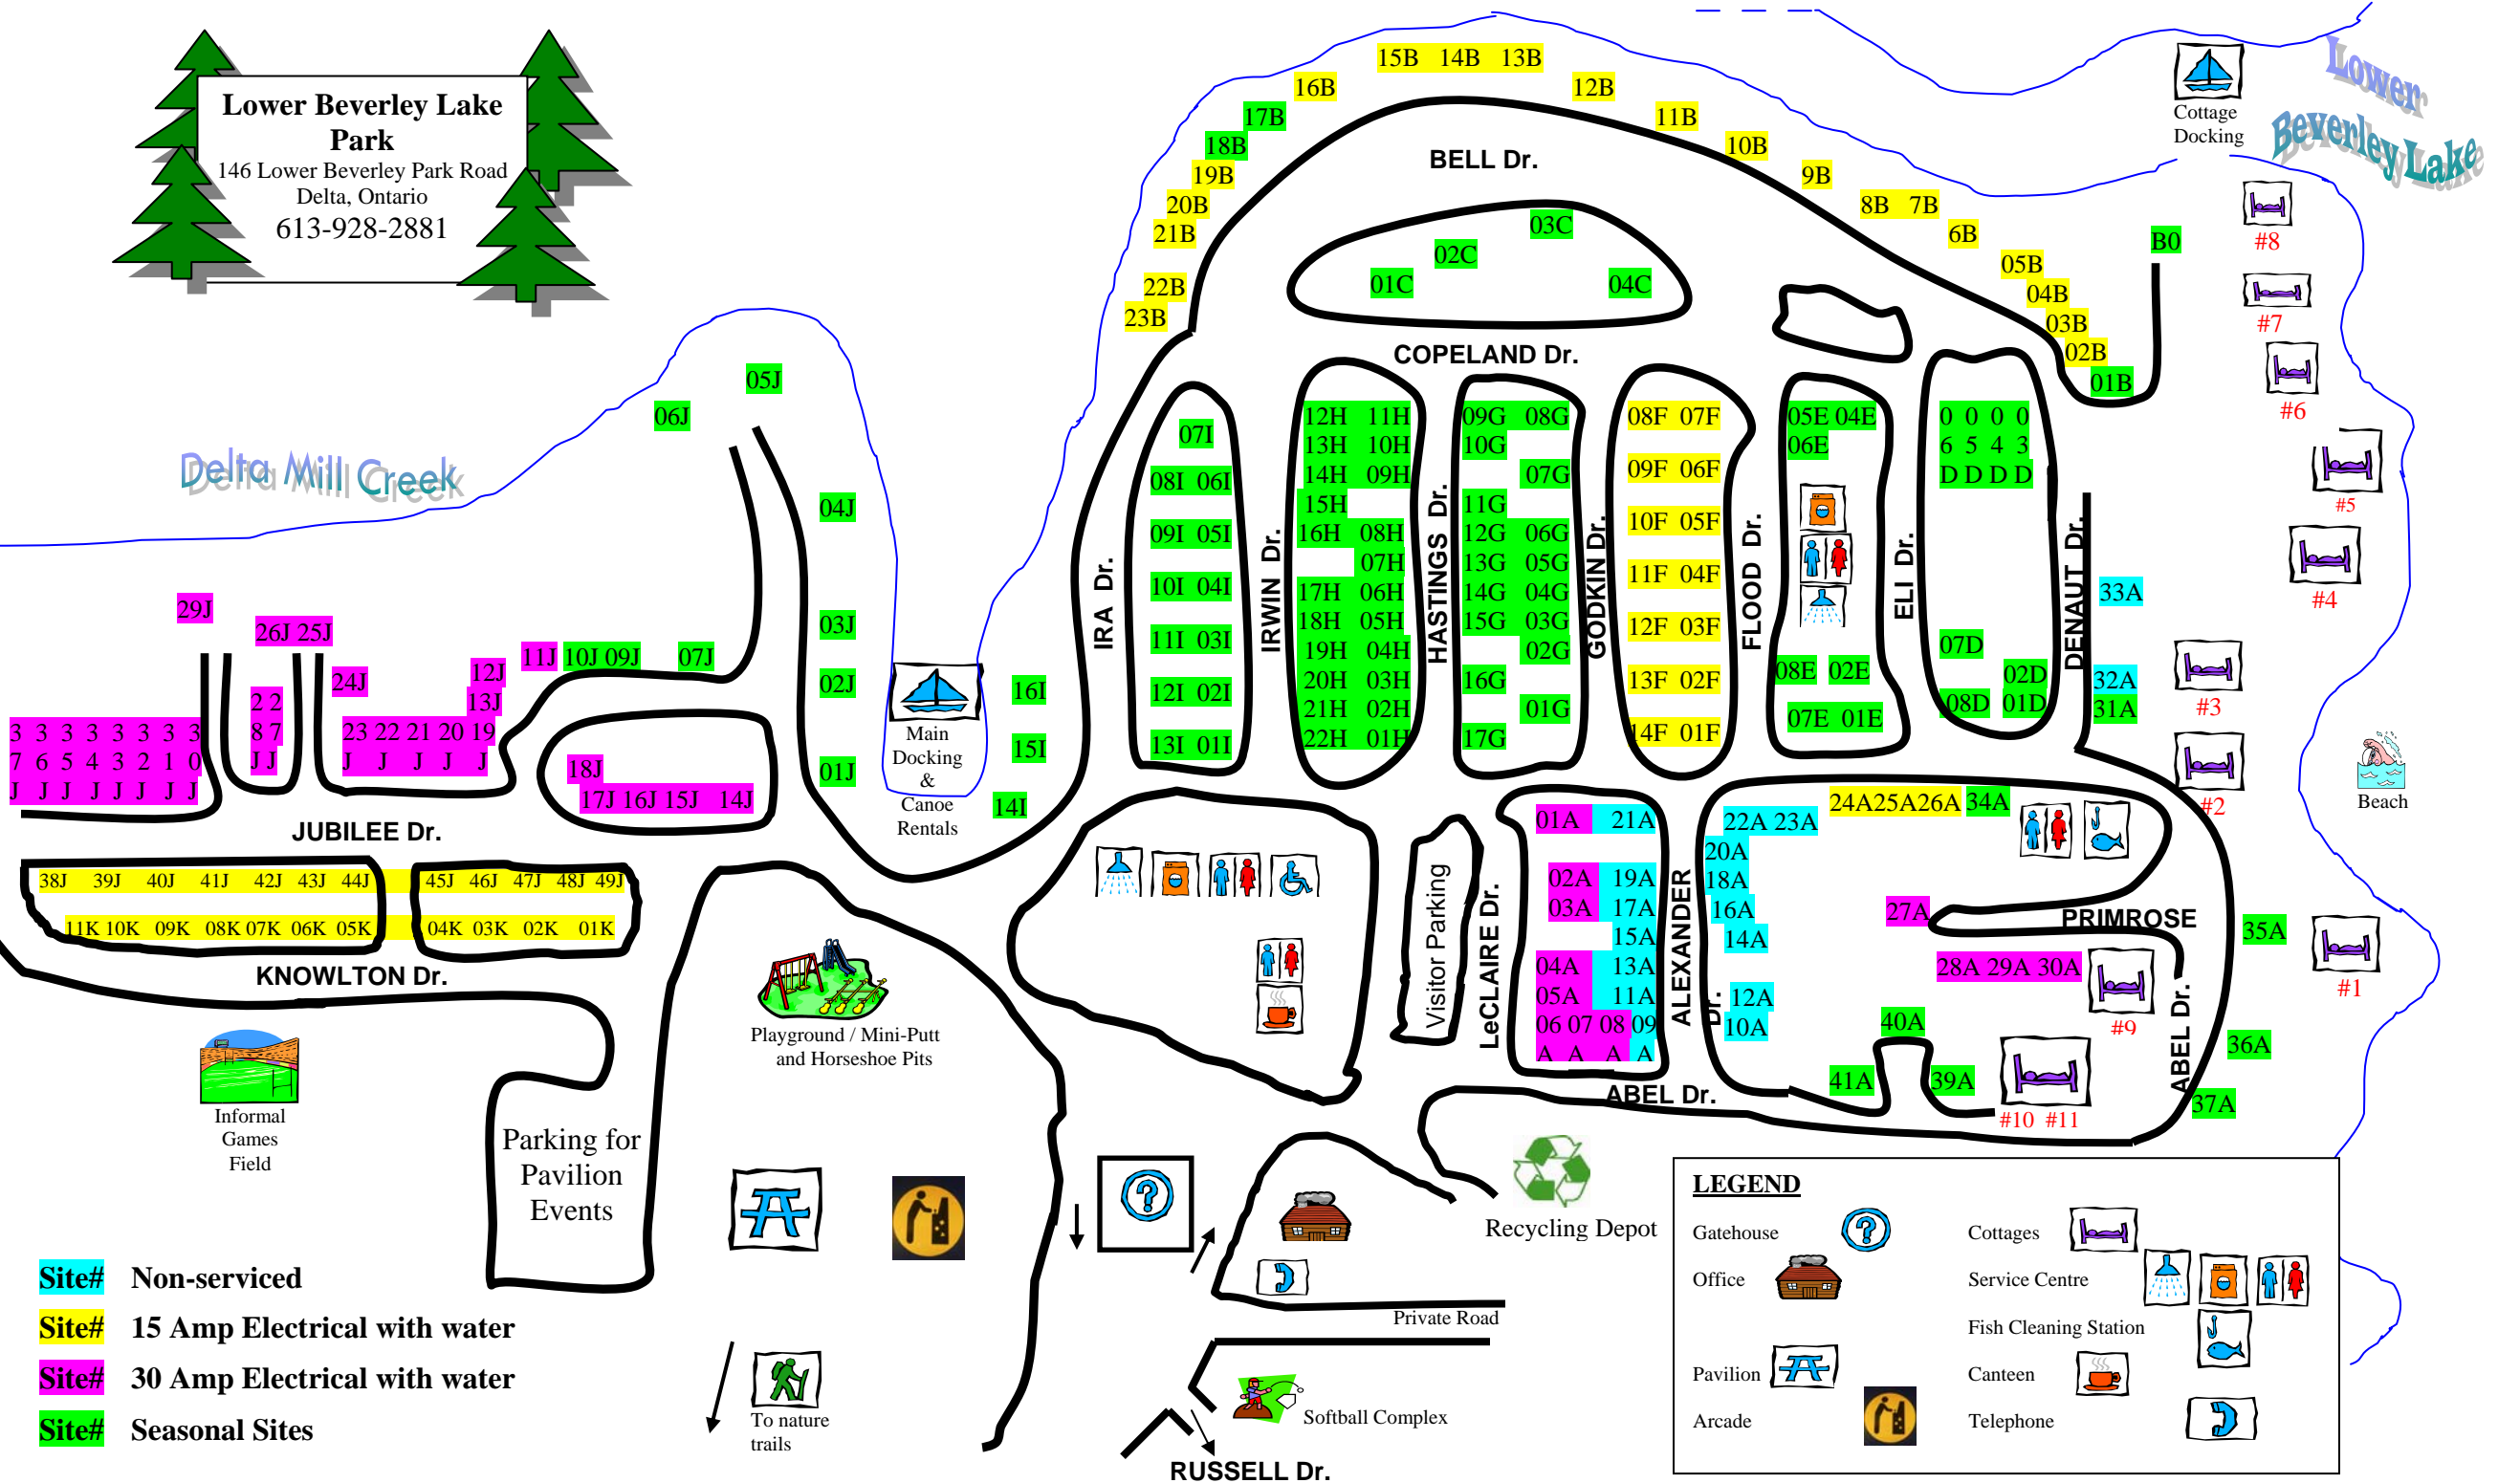 Lower Beverley Lake
Park
146 Lower Beverley Park Road
Delta, Ontario
613-928-2881
Lower
Beverley Lake
Cottage
Docking
15B 14B 13B
16B
12B
17B
11B
18B
10B
BELL Dr.
19B
9B
20B
8B 7B
21B
6B
03C
02C
01C
04C
B0
#8
05B
22B
04B
23B
03B
#7
02B
01B
COPELAND Dr.
#6
05J
06J
Delta Mill Creek
04J
03J
02J
01J
07I
08I 06I
09I 05I
10I 04I
11I 03I
12I 02I
13I 01I
12H 11H
13H 10H
14H 09H
15H
16H 08H
07H
17H 06H
18H 05H
19H 04H
20H 03H
21H 02H
22H 01H
09G 08G
10G
07G
11G
12G 06G
13G 05G
14G 04G
15G 03G
02G
16G
01G
17G
08F 07F
09F 06F
10F 05F
11F 04F
12F 03F
13F 02F
14F 01F
05E 04E
06E
08E 02E
07E 01E
0 0 0 0
6 5 4 3
D D D D
07D
02D
08D 01D
IRA Dr.
IRWIN Dr.
HASTINGS Dr.
GODKIN Dr.
FLOOD Dr.
ELI Dr.
DENAUT Dr.
#5
#4
33A
32A
31A
#3
#2
Beach
29J
26J 25J
24J
11J 10J 09J 07J
12J
13J
2 2
8 7
J J
23 22 21 20 19
J J J J J
3 3 3 3 3 3 3 3
7 6 5 4 3 2 1 0
J J J J J J J J
18J
17J 16J 15J 14J
JUBILEE Dr.
Main
Docking
&
Canoe
Rentals
16I
15I
14I
38J 39J 40J 41J 42J 43J 44J 45J 46J 47J 48J 49J
11K 10K 09K 08K 07K 06K 05K 04K 03K 02K 01K
KNOWLTON Dr.
Visitor Parking
LeCLAIRE Dr.
01A 21A
02A 19A
03A 17A
15A
04A 13A
05A 11A
06 07 08 09
A A A A
ALEXANDER
Dr.
22A 23A
20A
18A
16A
14A
12A
10A
24A25A26A 34A
27A
PRIMROSE
28A 29A 30A
#9
35A
#1
40A
41A
39A
#10 #11
ABEL Dr.
36A
37A
ABEL Dr.
Playground / Mini-Putt
and Horseshoe Pits
Informal
Games
Field
Parking for
Pavilion
Events
Recycling Depot
Private Road
Softball Complex
To nature
trails
RUSSELL Dr.
Site# Non-serviced
Site# 15 Amp Electrical with water
Site# 30 Amp Electrical with water
Site# Seasonal Sites
LEGEND
Gatehouse
Cottages
Office
Service Centre
Fish Cleaning Station
Pavilion
Canteen
Arcade
Telephone